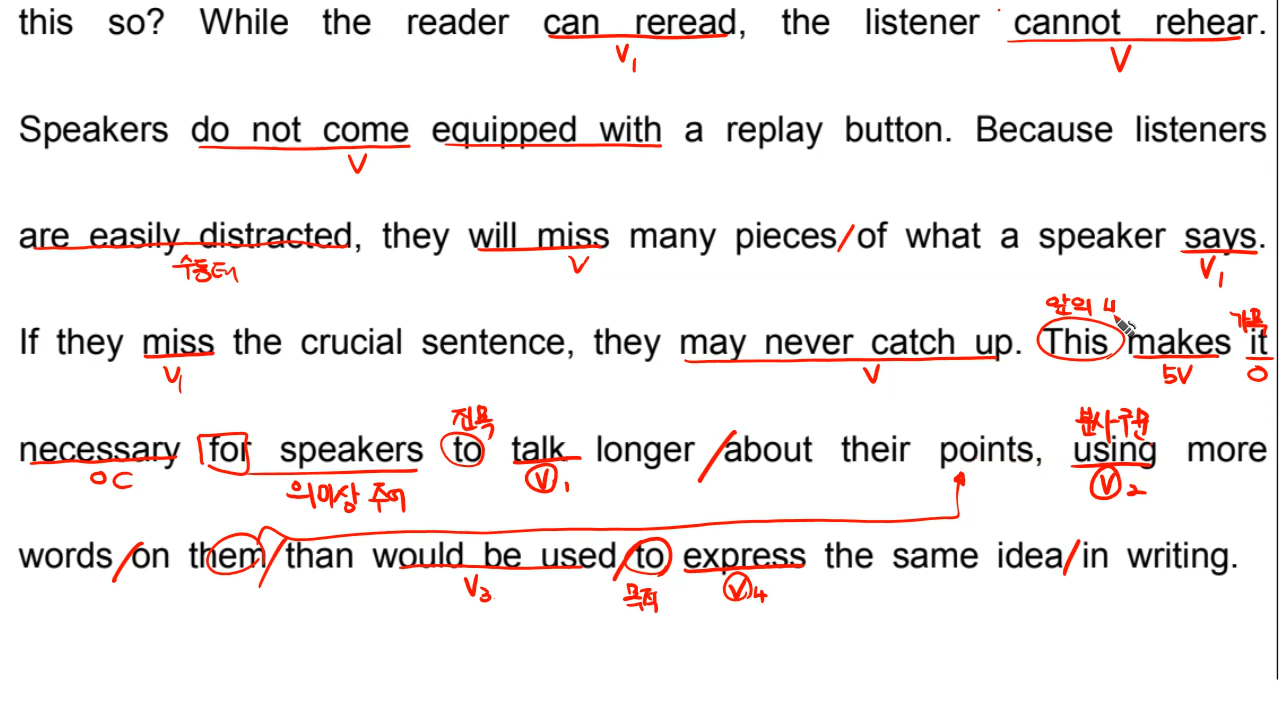 this so? While the reader can reread, the listener cannot rehear.
V₁ V
Speakers do not come equipped with a replay button. Because listeners
V
are easily distracted, they will miss many pieces/of what a speaker says.
수동태 V V₁
앞의 내 가목
If they miss the crucial sentence, they may never catch up. This makes it
V₁ V 5V O
진목 분사구문
necessary for speakers to talk longer/about their points, using more
OC 의미상 주어 V₁ V₂
words/on them/than would be used/to express the same idea/in writing.
V₃ 목적 V₄